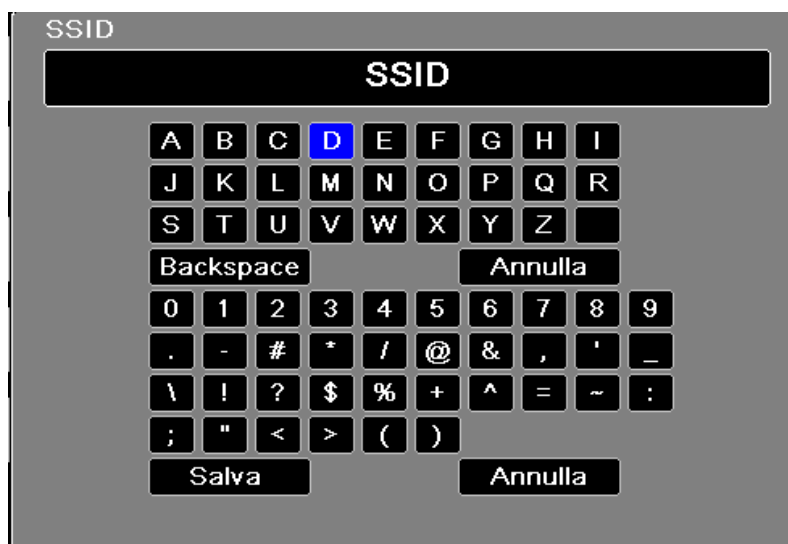 SSID
SSID
A B C D E F G H I
J K L M N O P Q R
S T U V W X Y Z
Backspace Annulla
0 1 2 3 4 5 6 7 8 9
. - # * / @ & , ' _
\ ! ? $ % + ^ = ~ :
; " < > ( )
Salva Annulla